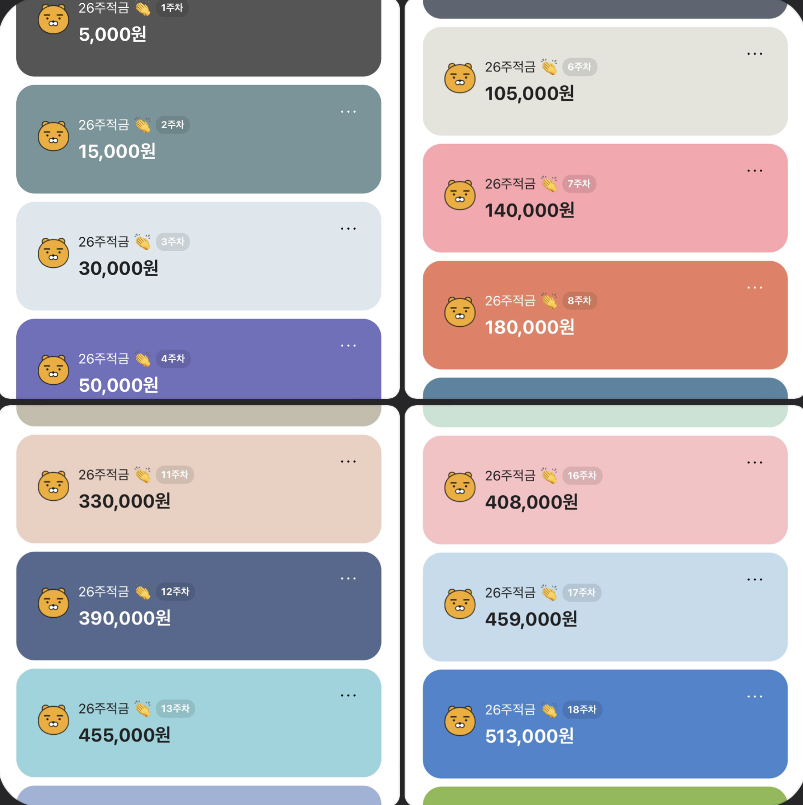 26주적금 👏 1주차
5,000원
26주적금 👏 2주차
15,000원
26주적금 👏 3주차
30,000원
26주적금 👏 4주차
50,000원
26주적금 👏 6주차
105,000원
26주적금 👏 7주차
140,000원
26주적금 👏 8주차
180,000원
26주적금 👏 11주차
330,000원
26주적금 👏 12주차
390,000원
26주적금 👏 13주차
455,000원
26주적금 👏 16주차
408,000원
26주적금 👏 17주차
459,000원
26주적금 👏 18주차
513,000원